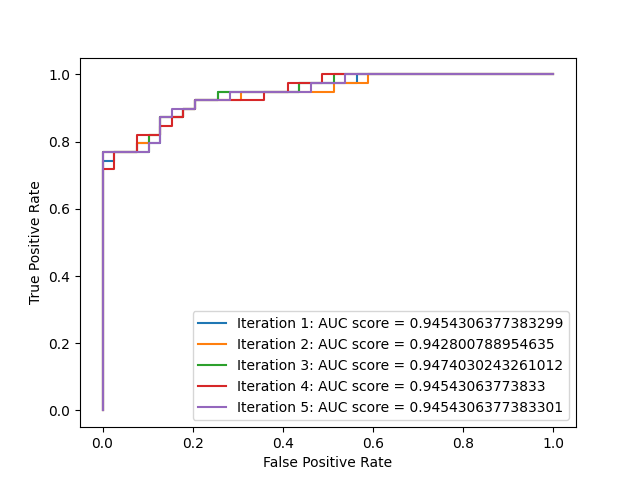 1.0
0.8
0.6
0.4
0.2
0.0
True Positive Rate
Iteration 1: AUC score = 0.9454306377383299
Iteration 2: AUC score = 0.942800788954635
Iteration 3: AUC score = 0.9474030243261012
Iteration 4: AUC score = 0.94543063773833
Iteration 5: AUC score = 0.9454306377383301
0.0 0.2 0.4 0.6 0.8 1.0
False Positive Rate